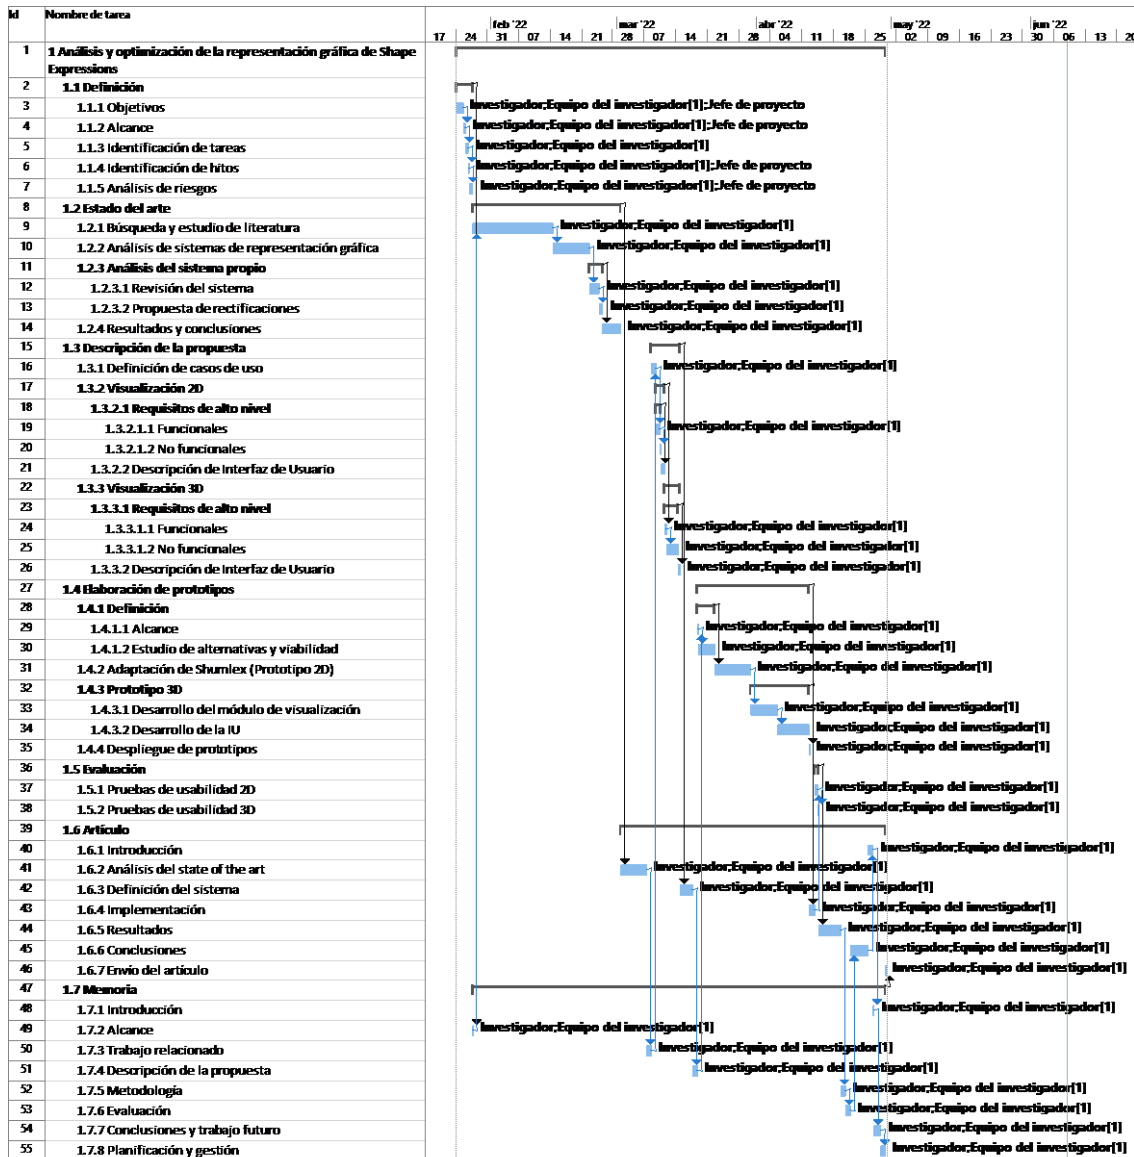 Id Nombre de tarea
feb '22 mar '22 abr '22 may '22 jun '22
17 24 31 07 14 21 28 07 14 21 28 04 11 18 25 02 09 16 23 30 06 13 20
1 1 Análisis y optimización de la representación gráfica de Shape
Expressions
2 1.1 Definición
3 1.1.1 Objetivos Investigador;Equipo del investigador[1];Jefe de proyecto
4 1.1.2 Alcance Investigador;Equipo del investigador[1];Jefe de proyecto
5 1.1.3 Identificación de tareas Investigador;Equipo del investigador[1]
6 1.1.4 Identificación de hitos Investigador;Equipo del investigador[1];Jefe de proyecto
7 1.1.5 Análisis de riesgos Investigador;Equipo del investigador[1];Jefe de proyecto
8 1.2 Estado del arte
9 1.2.1 Búsqueda y estudio de literatura Investigador;Equipo del investigador[1]
10 1.2.2 Análisis de sistemas de representación gráfica Investigador;Equipo del investigador[1]
11 1.2.3 Análisis del sistema propio
12 1.2.3.1 Revisión del sistema Investigador;Equipo del investigador[1]
13 1.2.3.2 Propuesta de rectificaciones Investigador;Equipo del investigador[1]
14 1.2.4 Resultados y conclusiones Investigador;Equipo del investigador[1]
15 1.3 Descripción de la propuesta
16 1.3.1 Definición de casos de uso Investigador;Equipo del investigador[1]
17 1.3.2 Visualización 2D
18 1.3.2.1 Requisitos de alto nivel
19 1.3.2.1.1 Funcionales Investigador;Equipo del investigador[1]
20 1.3.2.1.2 No funcionales
21 1.3.2.2 Descripción de Interfaz de Usuario
22 1.3.3 Visualización 3D
23 1.3.3.1 Requisitos de alto nivel
24 1.3.3.1.1 Funcionales Investigador;Equipo del investigador[1]
25 1.3.3.1.2 No funcionales Investigador;Equipo del investigador[1]
26 1.3.3.2 Descripción de Interfaz de Usuario Investigador;Equipo del investigador[1]
27 1.4 Elaboración de prototipos
28 1.4.1 Definición
29 1.4.1.1 Alcance Investigador;Equipo del investigador[1]
30 1.4.1.2 Estudio de alternativas y viabilidad Investigador;Equipo del investigador[1]
31 1.4.2 Adaptación de Shumlex (Prototipo 2D) Investigador;Equipo del investigador[1]
32 1.4.3 Prototipo 3D
33 1.4.3.1 Desarrollo del módulo de visualización Investigador;Equipo del investigador[1]
34 1.4.3.2 Desarrollo de la IU Investigador;Equipo del investigador[1]
35 1.4.4 Despliegue de prototipos Investigador;Equipo del investigador[1]
36 1.5 Evaluación
37 1.5.1 Pruebas de usabilidad 2D Investigador;Equipo del investigador[1]
38 1.5.2 Pruebas de usabilidad 3D Investigador;Equipo del investigador[1]
39 1.6 Artículo
40 1.6.1 Introducción Investigador;Equipo del investigador[1]
41 1.6.2 Análisis del state of the art Investigador;Equipo del investigador[1]
42 1.6.3 Definición del sistema Investigador;Equipo del investigador[1]
43 1.6.4 Implementación Investigador;Equipo del investigador[1]
44 1.6.5 Resultados Investigador;Equipo del investigador[1]
45 1.6.6 Conclusiones Investigador;Equipo del investigador[1]
46 1.6.7 Envío del artículo Investigador;Equipo del investigador[1]
47 1.7 Memoria
48 1.7.1 Introducción Investigador;Equipo del investigador[1]
49 1.7.2 Alcance Investigador;Equipo del investigador[1]
50 1.7.3 Trabajo relacionado Investigador;Equipo del investigador[1]
51 1.7.4 Descripción de la propuesta Investigador;Equipo del investigador[1]
52 1.7.5 Metodología Investigador;Equipo del investigador[1]
53 1.7.6 Evaluación Investigador;Equipo del investigador[1]
54 1.7.7 Conclusiones y trabajo futuro Investigador;Equipo del investigador[1]
55 1.7.8 Planificación y gestión Investigador;Equipo del investigador[1]